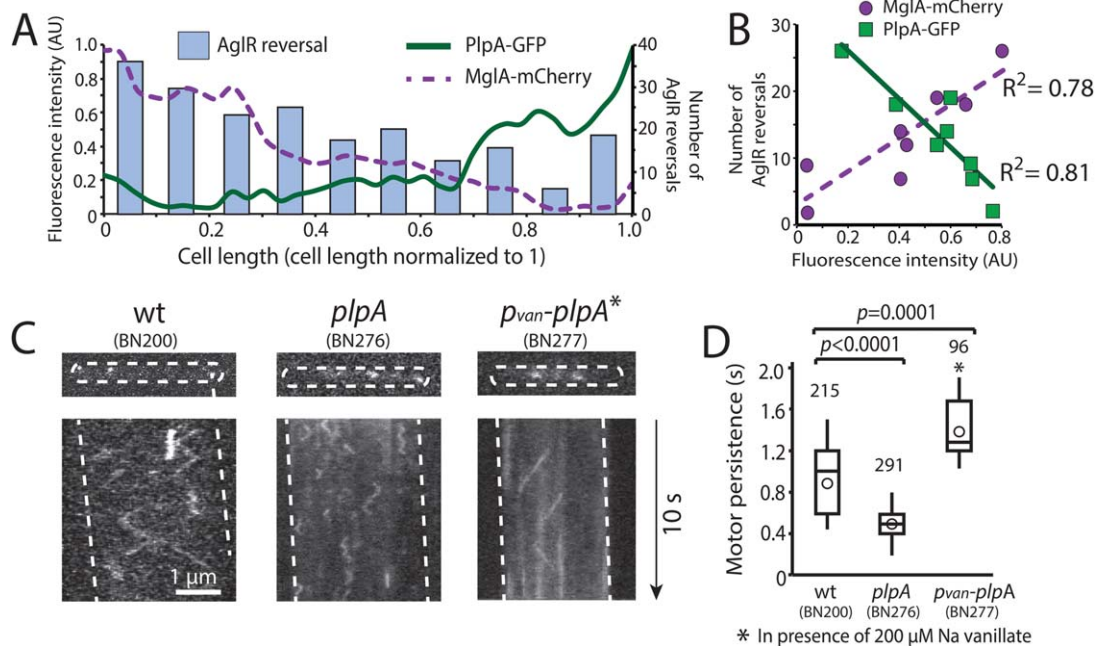 A
Fluorescence intensity (AU)
1.0
0.8
0.6
0.4
0.2
0
AglR reversal
PlpA-GFP
MglA-mCherry
40
30
20
10
0
Number of
AglR reversals
0
0.2
0.4
0.6
0.8
1.0
Cell length (cell length normalized to 1)
B
MglA-mCherry
PlpA-GFP
Number of
AglR reversals
30
20
10
0
R²= 0.78
R²= 0.81
0
0.2
0.4
0.6
0.8
Fluorescence intensity (AU)
C
wt
(BN200)
plpA
(BN276)
pvan-plpA*
(BN277)
1 µm
10 s
D
p=0.0001
p<0.0001
Motor persistence (s)
2.0
1.6
1.2
0.8
0.4
0
215
291
96
*
wt
(BN200)
plpA
(BN276)
pvan-plpA
(BN277)
* In presence of 200 µM Na vanillate